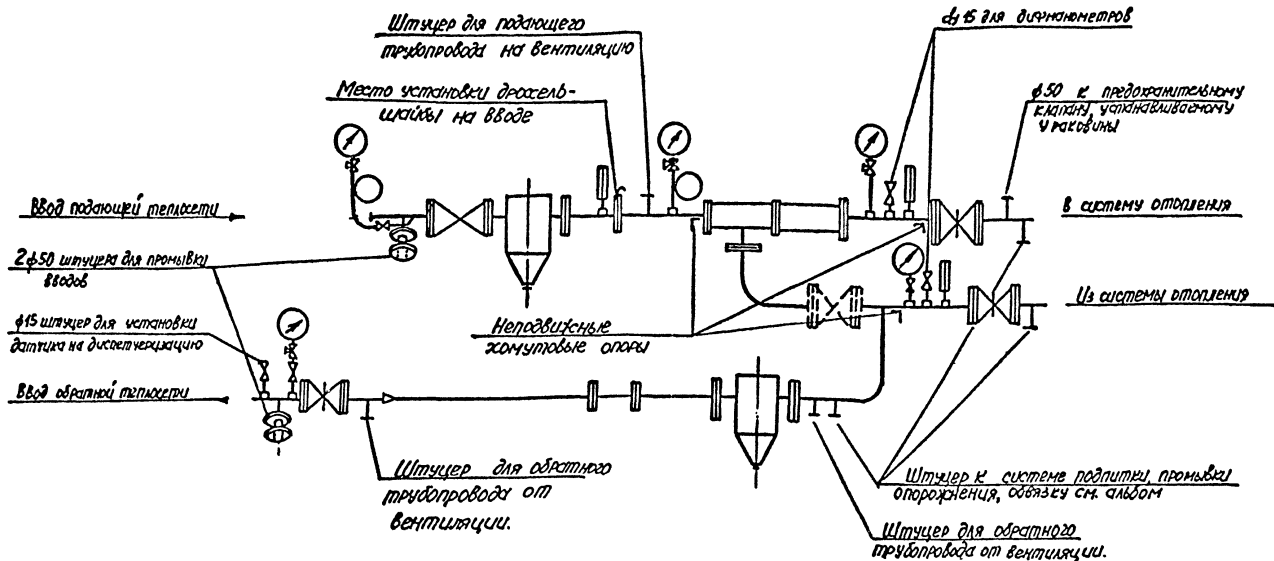 Штуцер для подающего
трубопровода на вентиляцию
dу 15 для дифманометров
Место установки дроссель-
шайбы на вводе
ф50 к предохранительному
клапану, устанавливаемому
у раковины
Ввод подающей теплосети
в систему отопления
2ф50 штуцера для промывки
вводов
Из системы отопления
ф15 штуцер для установки
датчика на диспетчеризацию
Неподвижные
хомутовые опоры
Ввод обратной теплосети
Штуцер для обратного
трубопровода от
вентиляции.
Штуцер к системе подпитки, промывки
опорожнения, обвязку см. альбом
Штуцер для обратного
трубопровода от вентиляции.